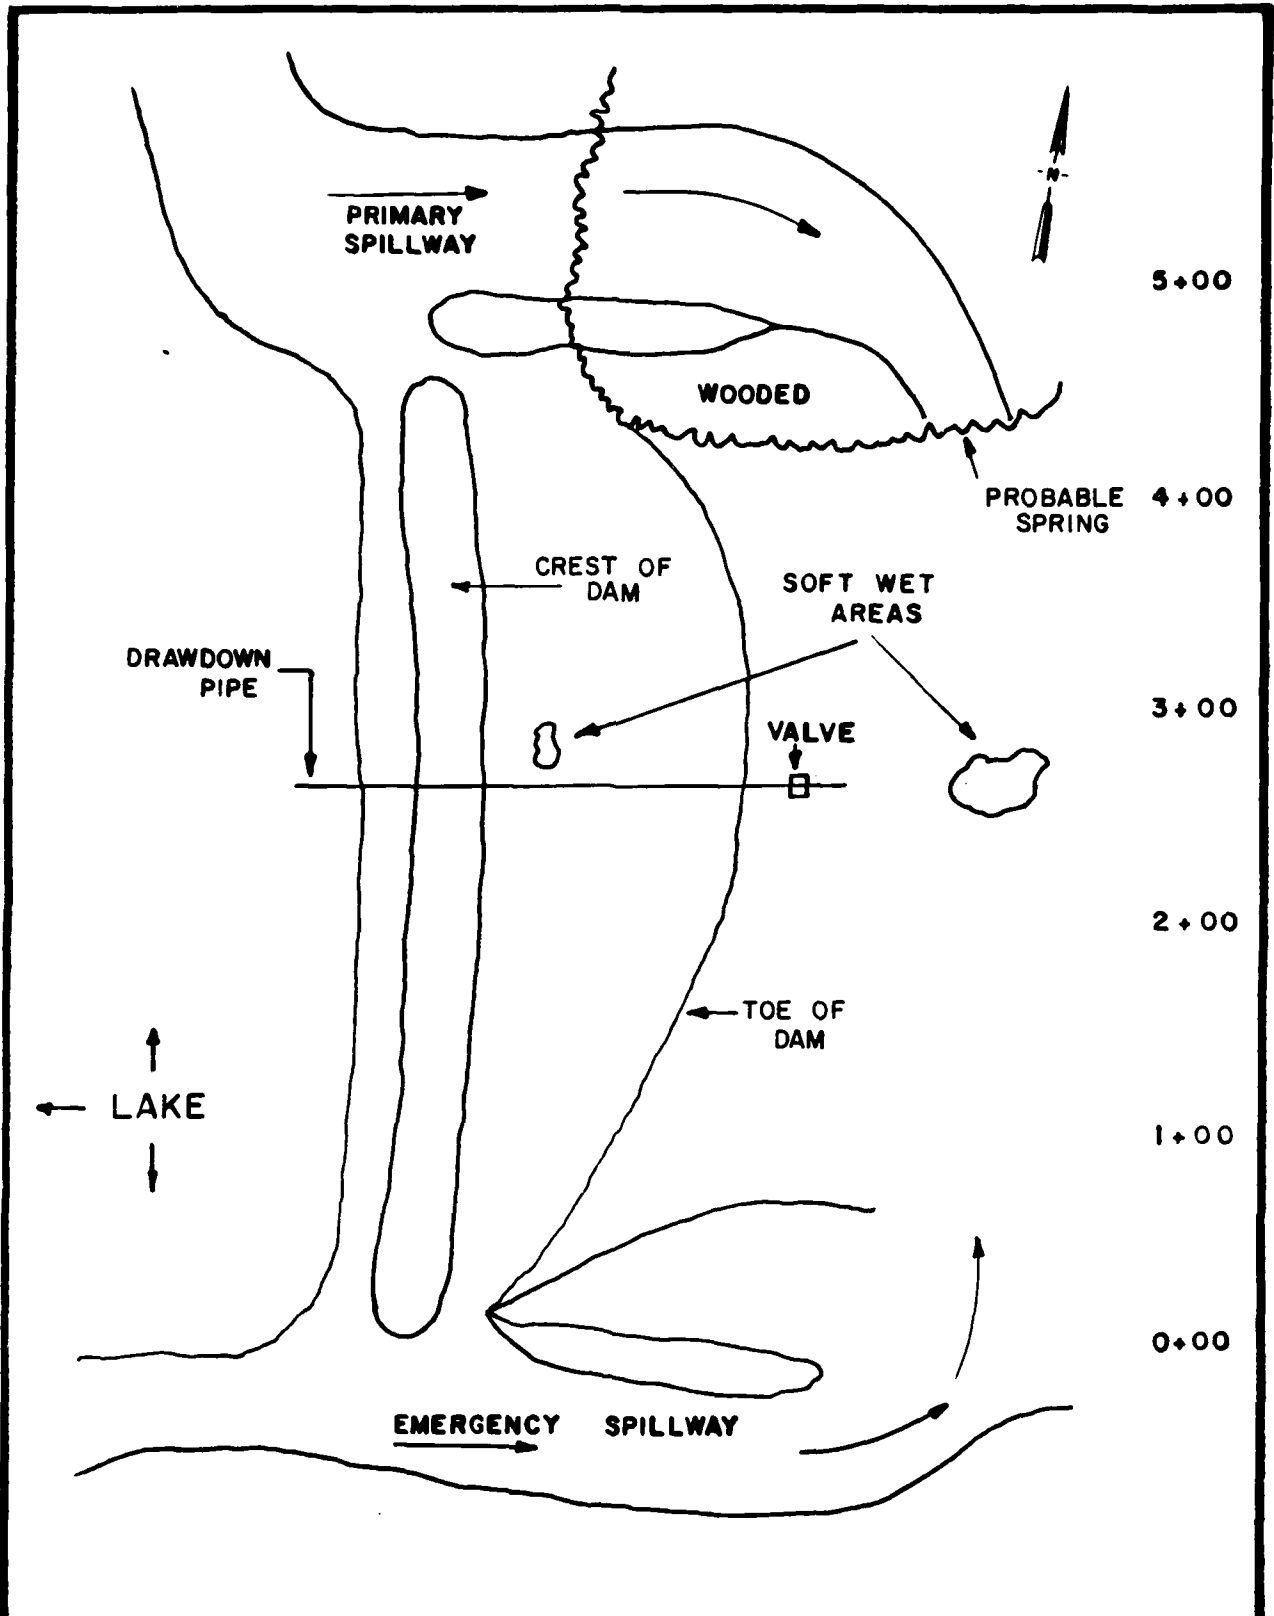 PRIMARY
SPILLWAY
-N-
5+00
WOODED
PROBABLE
SPRING
4+00
CREST OF
DAM
SOFT WET
AREAS
DRAWDOWN
PIPE
3+00
VALVE
2+00
TOE OF
DAM
LAKE
1+00
0+00
EMERGENCY SPILLWAY